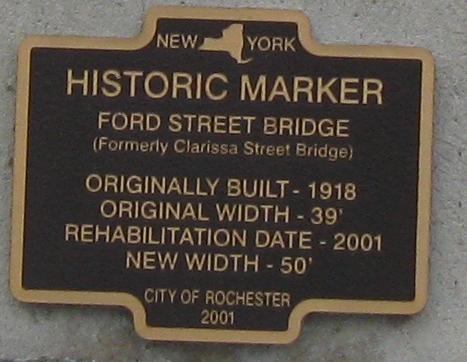 NEW YORK
HISTORIC MARKER
FORD STREET BRIDGE
(Formerly Clarissa Street Bridge)
ORIGINALLY BUILT - 1918
ORIGINAL WIDTH - 39'
REHABILITATION DATE - 2001
NEW WIDTH - 50'
CITY OF ROCHESTER
2001